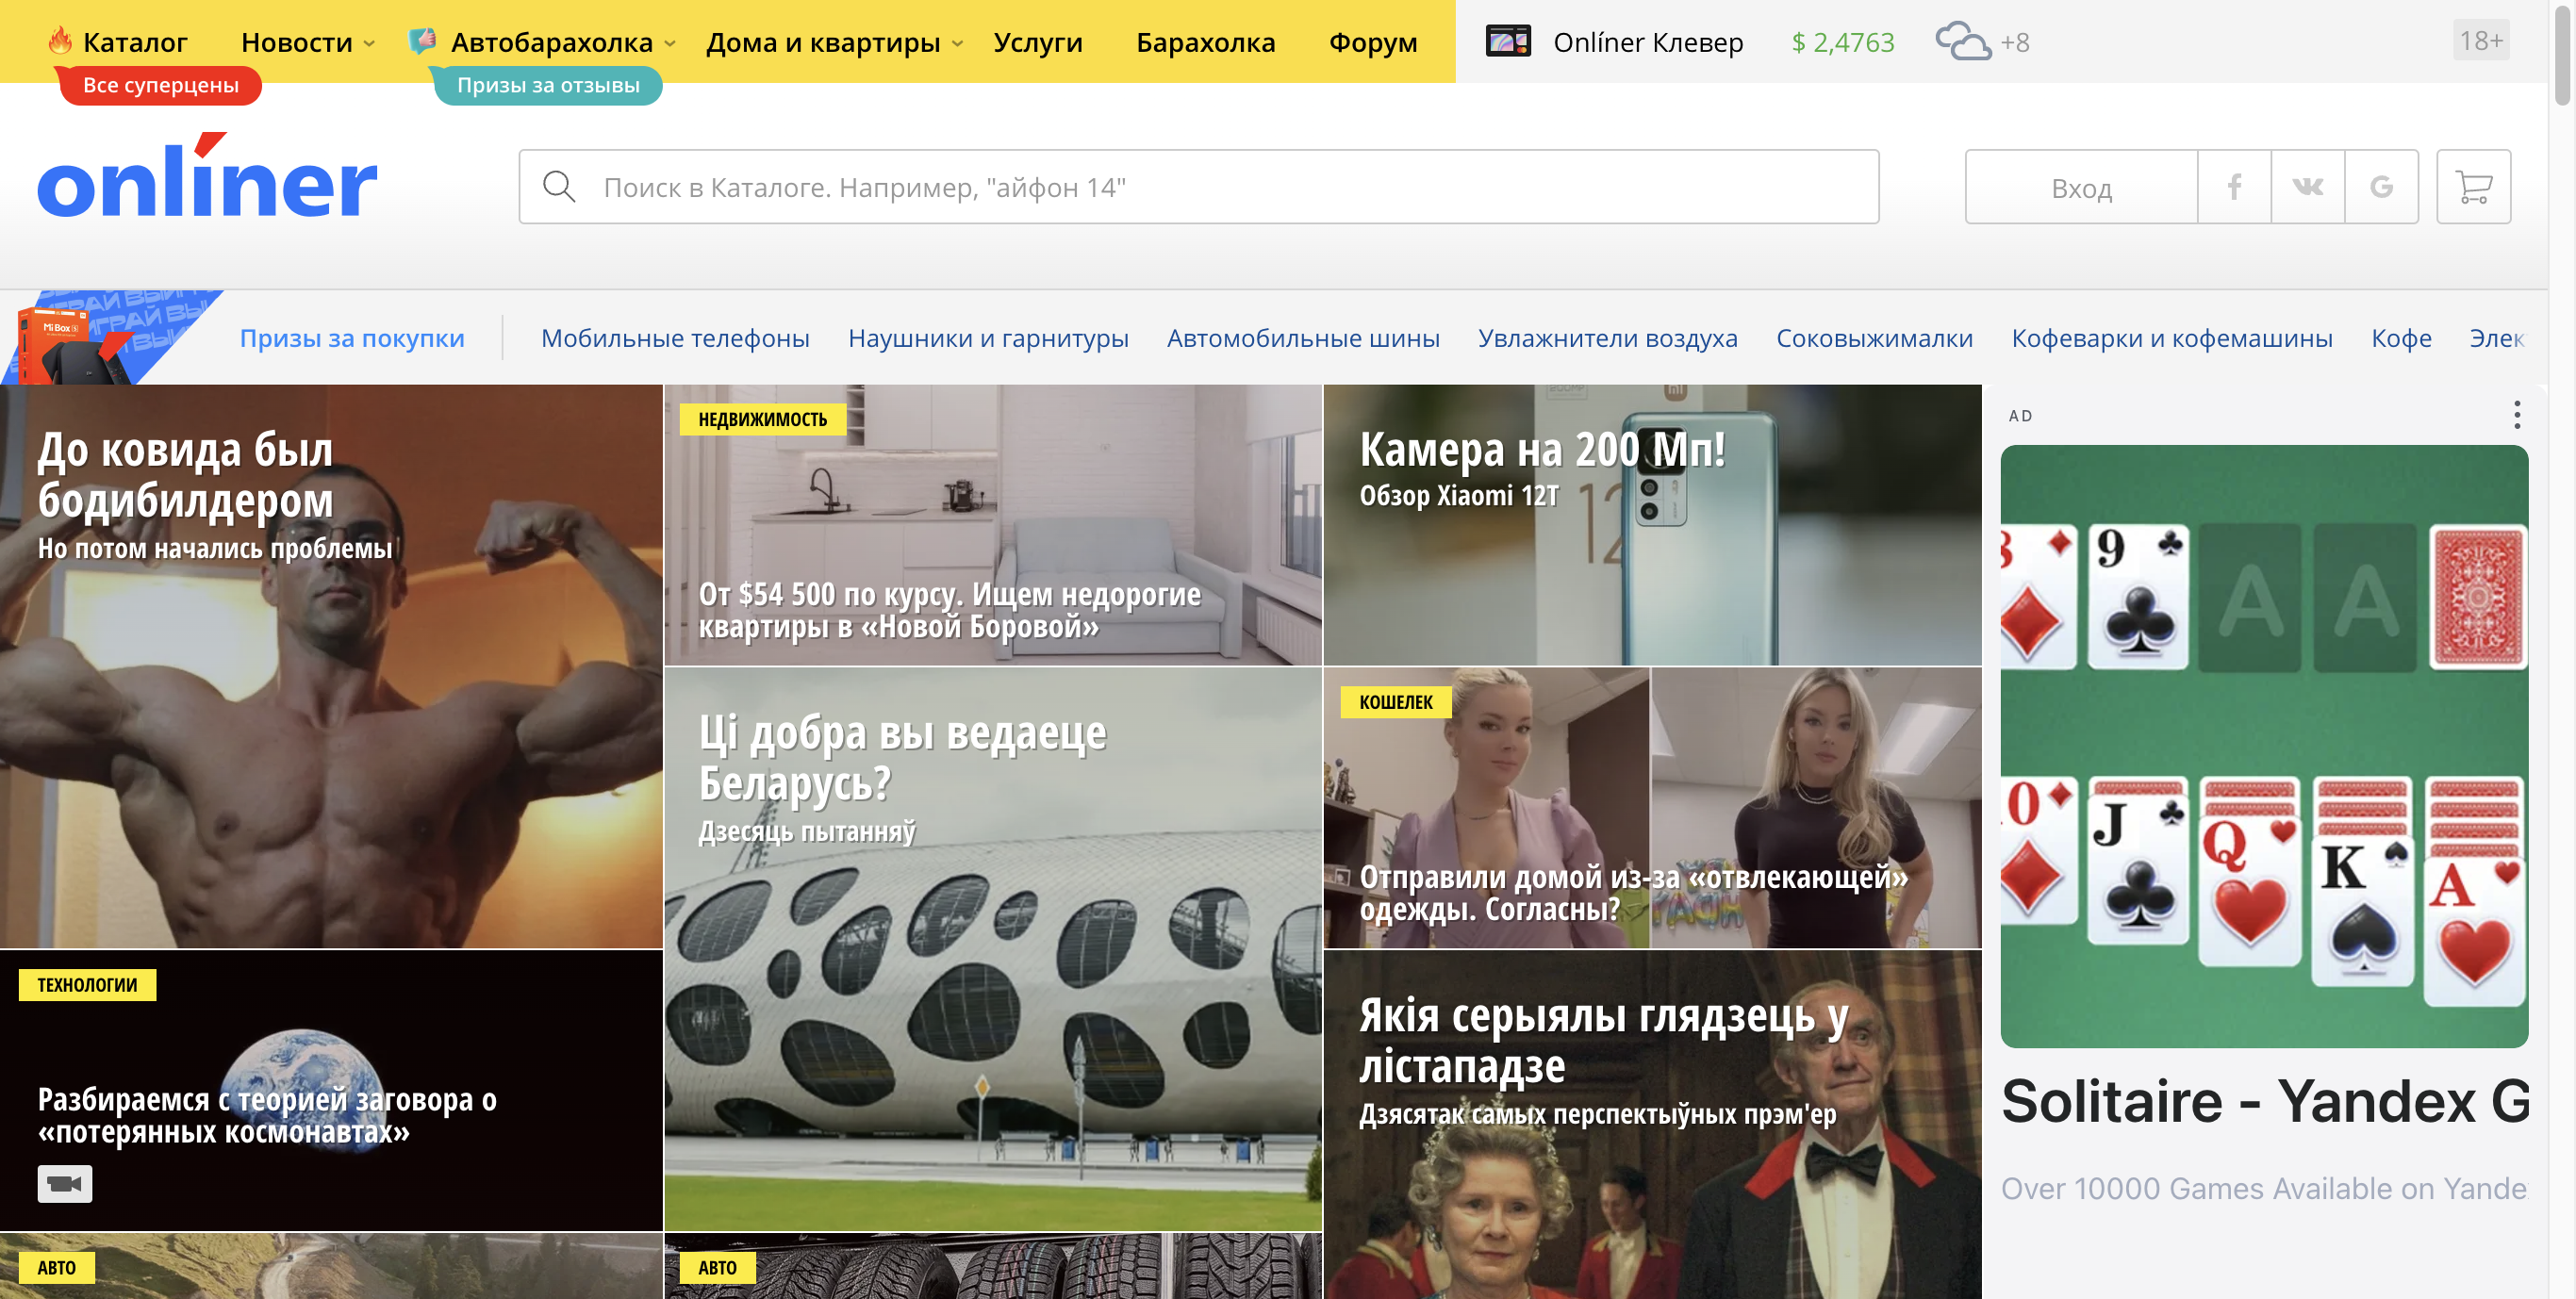 Каталог
Новости
Автобарахолка
Дома и квартиры
Услуги
Барахолка
Форум
Onlíner Клевер
$ 2,4763
+8
18+
Все суперцены
Призы за отзывы
onlíner
Поиск в Каталоге. Например, "айфон 14"
Вход
Призы за покупки
Мобильные телефоны
Наушники и гарнитуры
Автомобильные шины
Увлажнители воздуха
Соковыжималки
Кофеварки и кофемашины
Кофе
Элек
До ковида был
бодибилдером
Но потом начались проблемы
НЕДВИЖИМОСТЬ
От $54 500 по курсу. Ищем недорогие
квартиры в «Новой Боровой»
Камера на 200 Мп!
Обзор Xiaomi 12T
AD
9
A A
J
Q
K
A
Ці добра вы ведаеце
Беларусь?
Дзесяць пытанняў
КОШЕЛЕК
Отправили домой из-за «отвлекающей»
одежды. Согласны?
ТЕХНОЛОГИИ
Разбираемся с теорией заговора о
«потерянных космонавтах»
Якія серыялы глядзець у
лістападзе
Дзясятак самых перспектыўных прэм'ер
Solitaire - Yandex G
Over 10000 Games Available on Yande
АВТО
АВТО